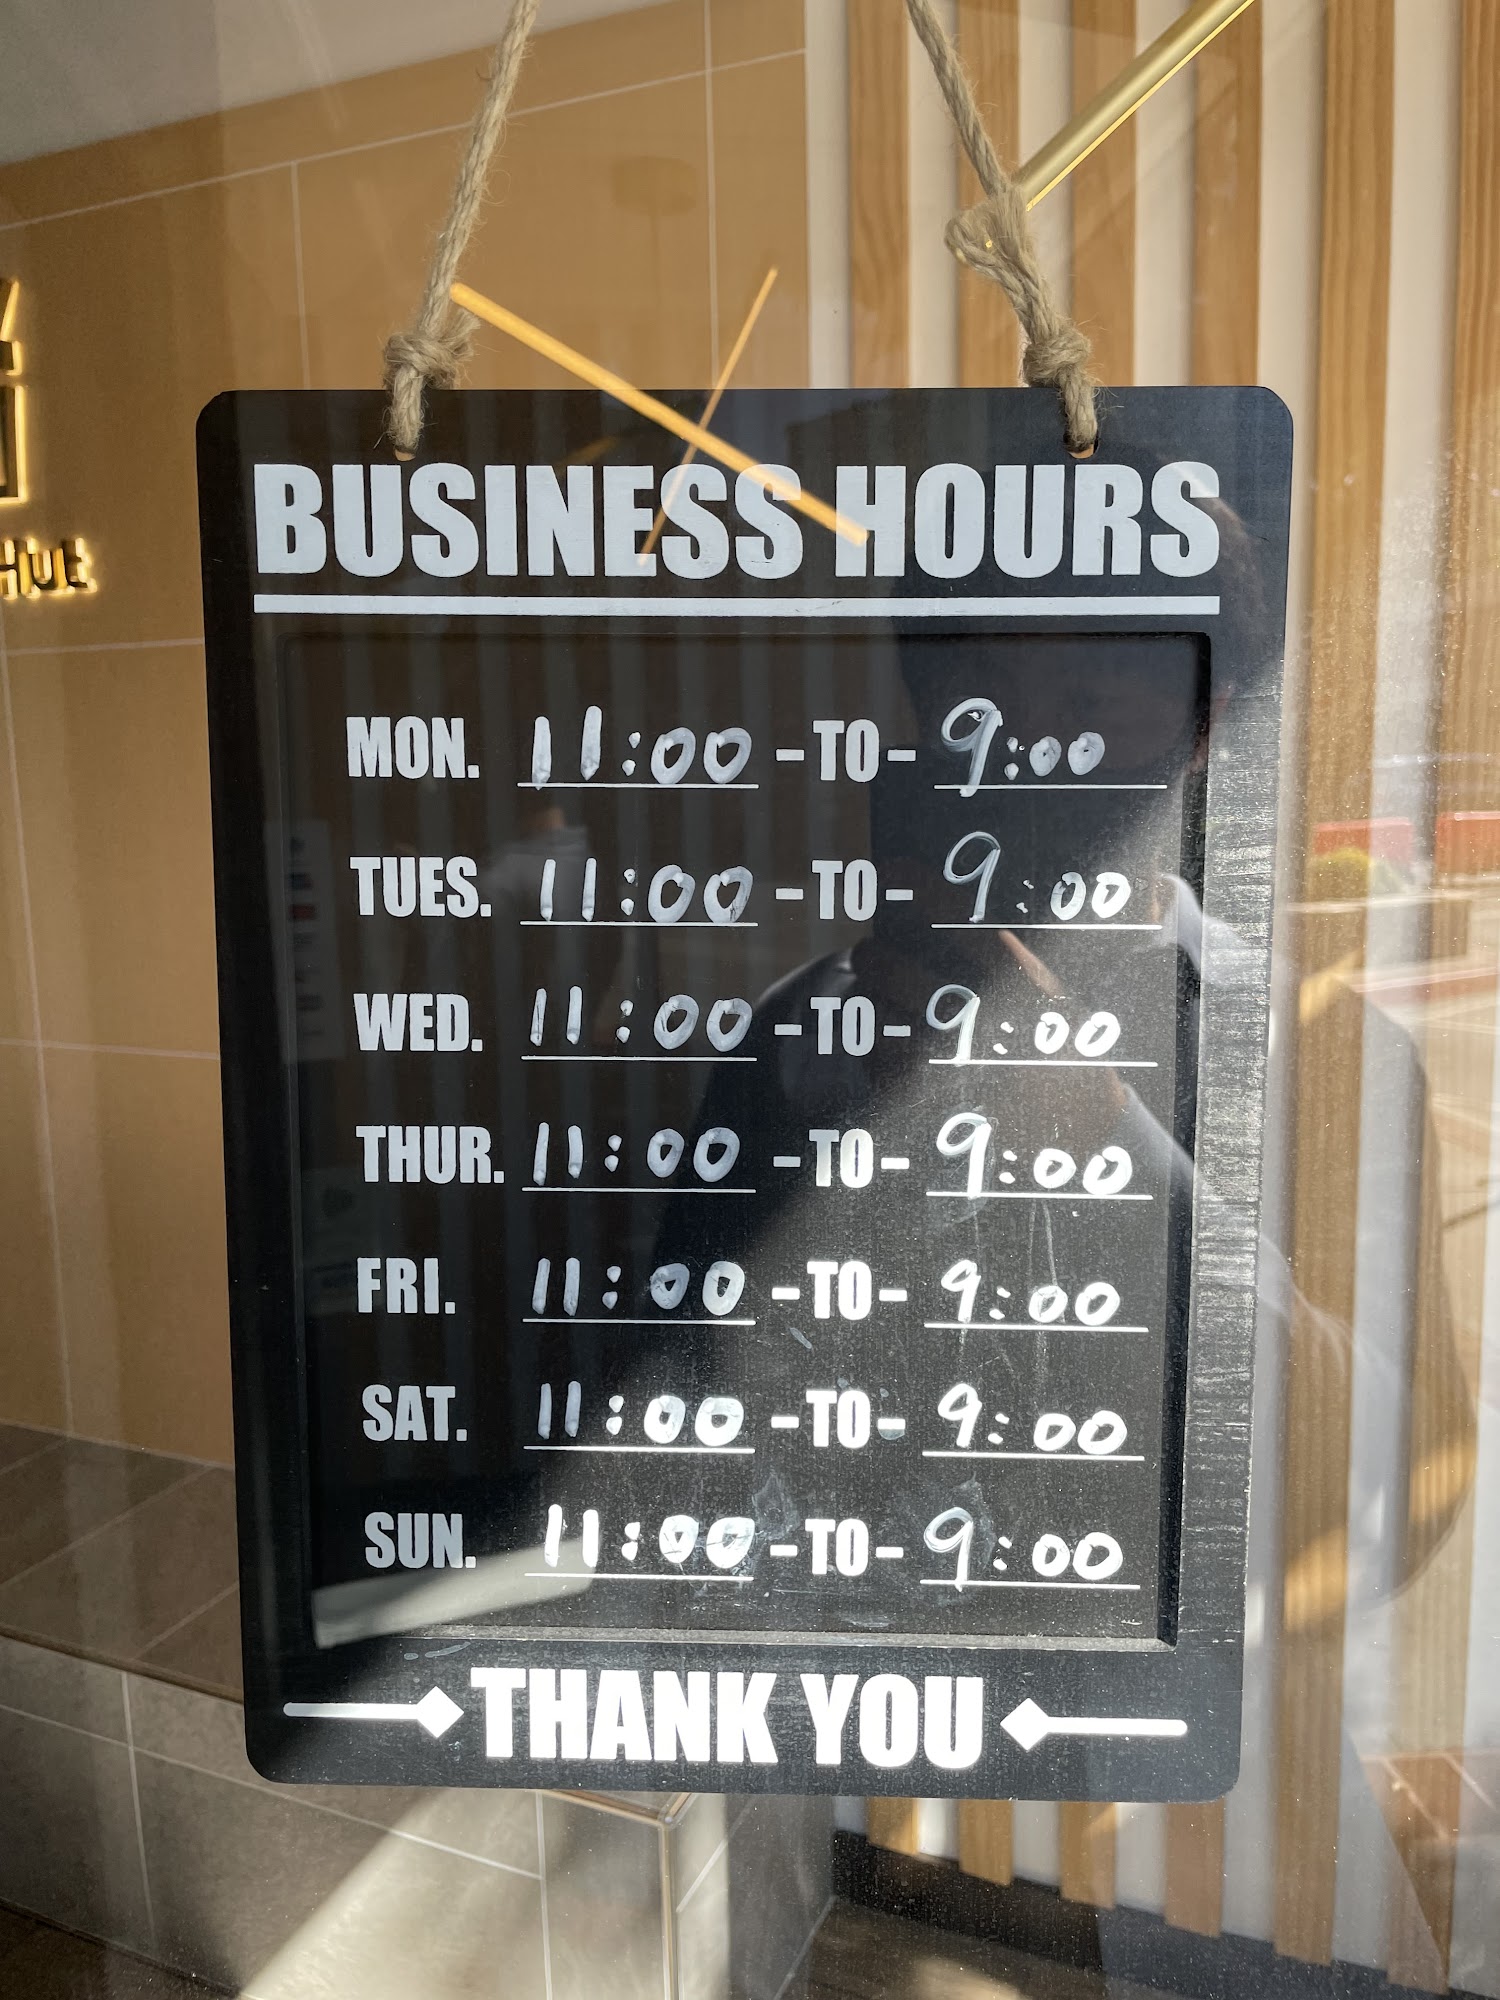 Hut
BUSINESS HOURS
MON. 11:00 -TO- 9:00
TUES. 11:00 -TO- 9:00
WED. 11:00 -TO- 9:00
THUR. 11:00 -TO- 9:00
FRI. 11:00 -TO- 9:00
SAT. 11:00 -TO- 9:00
SUN. 11:00 -TO- 9:00
THANK YOU